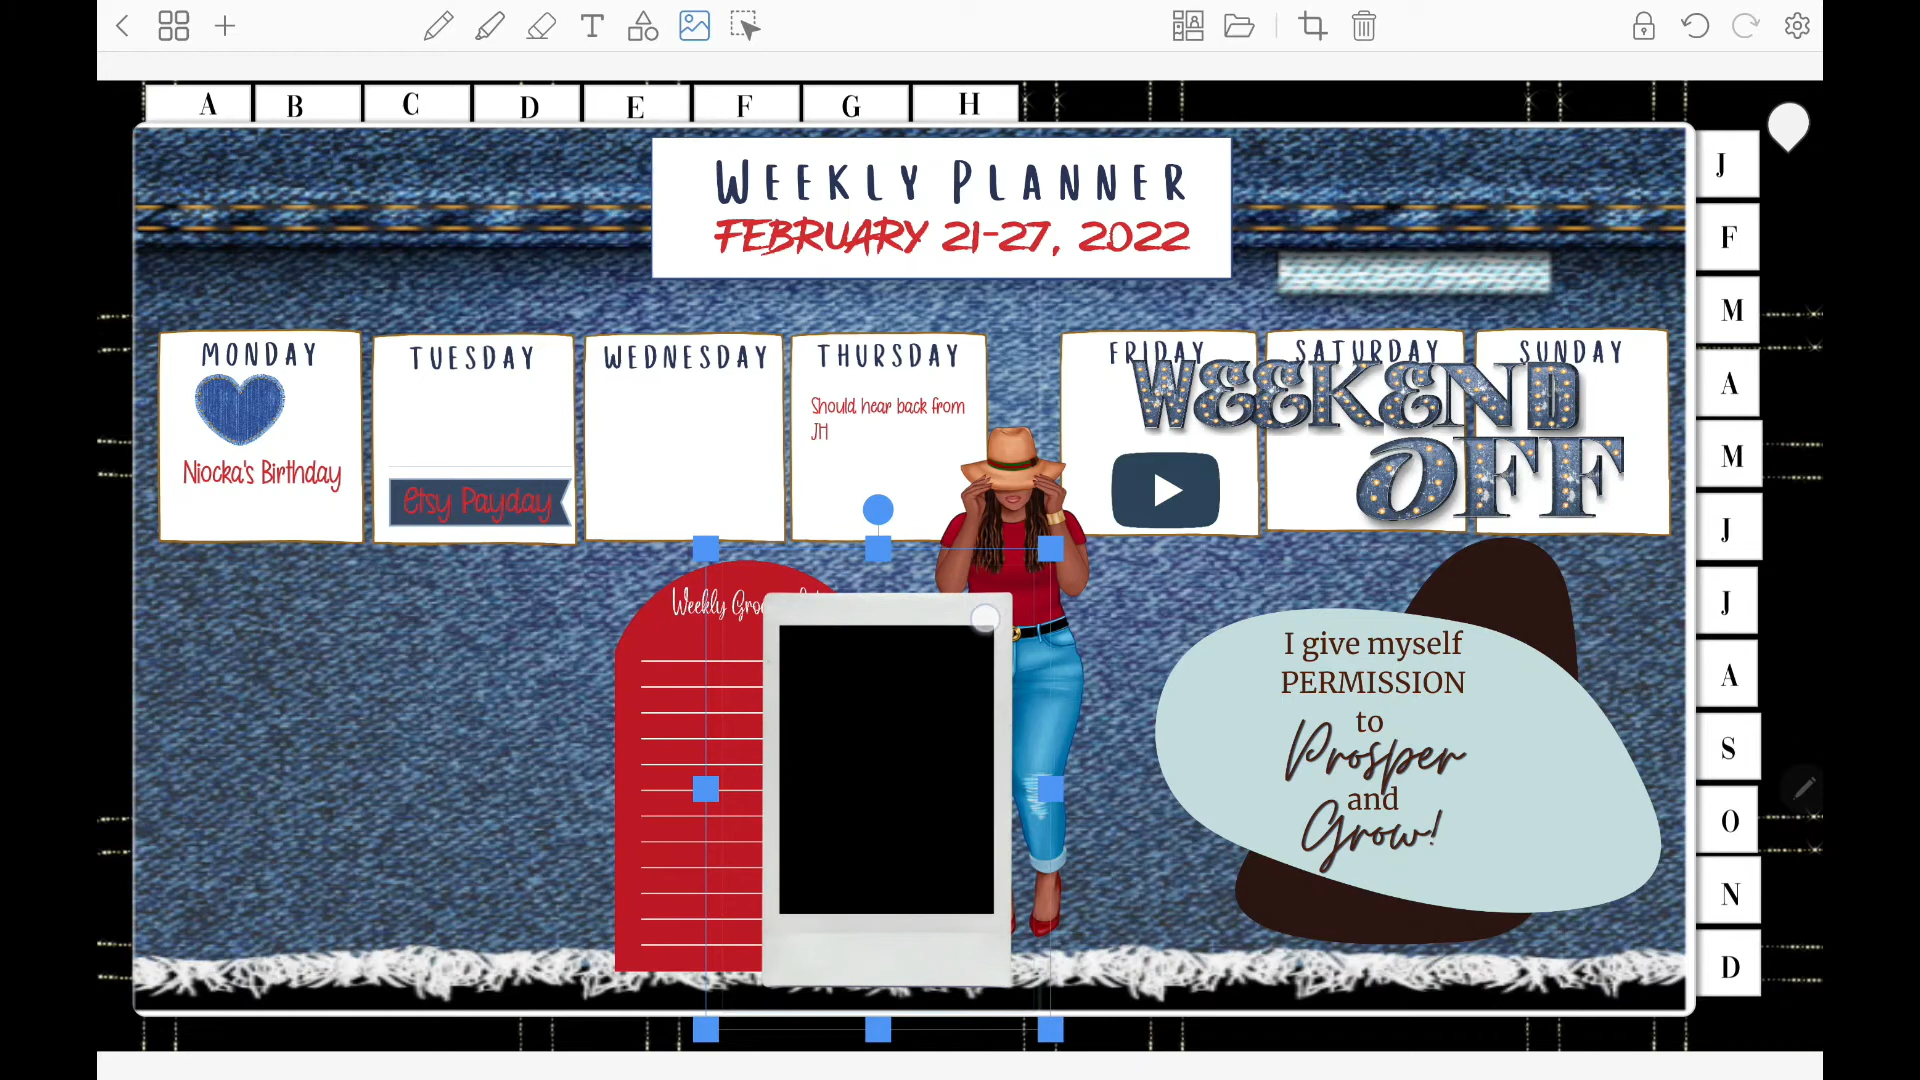 A B C D E F G H
WEEKLY PLANNER
FEBRUARY 21-27, 2022
MONDAY
Niocka's Birthday
TUESDAY
Etsy Payday
WEDNESDAY
THURSDAY
Should hear back from
JH
FRIDAY
SATURDAY
SUNDAY
WEEKEND
OFF
Weekly
I give myself
PERMISSION
to
Prosper
and
Grow!
J
F
M
A
M
J
J
A
S
O
N
D